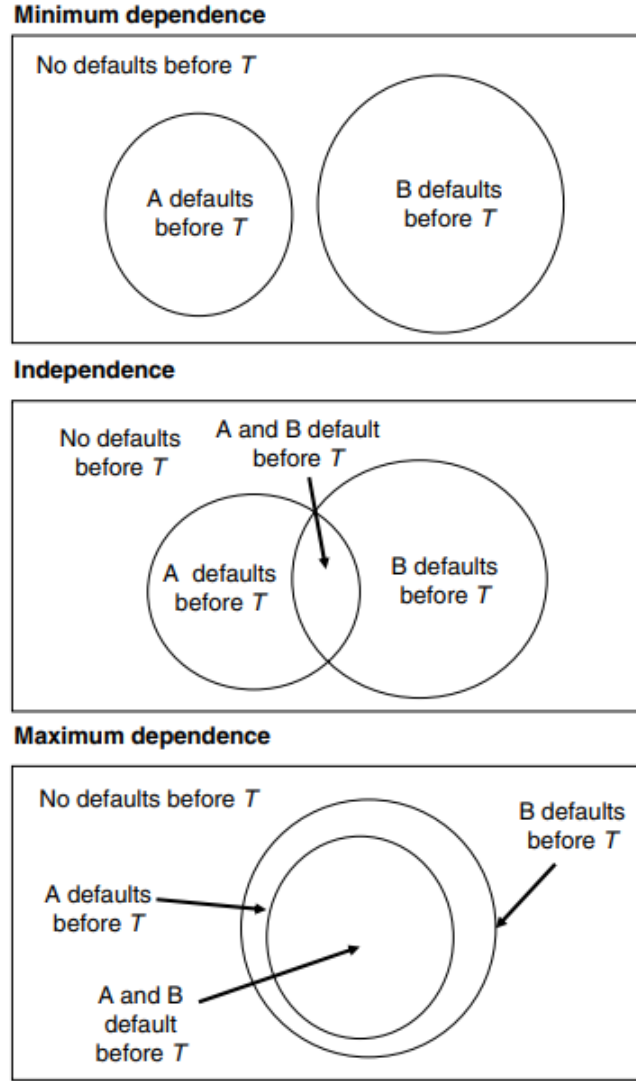 Minimum dependence
No defaults before T
A defaults
before T
B defaults
before T
Independence
No defaults
before T
A and B default
before T
A defaults
before T
B defaults
before T
Maximum dependence
No defaults before T
B defaults
before T
A defaults
before T
A and B
default
before T